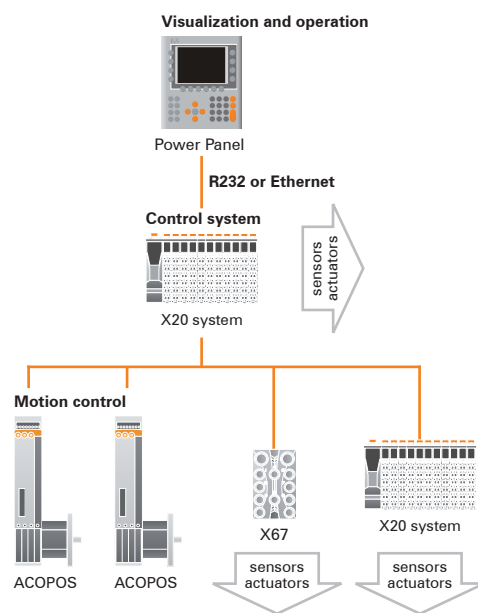 Visualization and operation
Power Panel
R232 or Ethernet
Control system
sensors
actuators
X20 system
Motion control
ACOPOS
ACOPOS
X67
sensors
actuators
X20 system
sensors
actuators